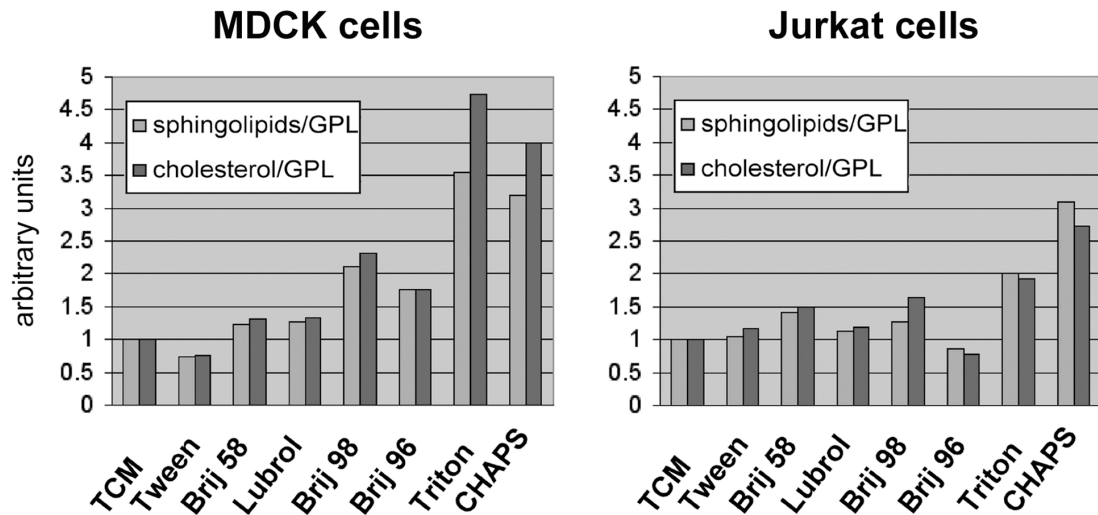 MDCK cells
arbitrary units
5
4.5
4
3.5
3
2.5
2
1.5
1
0.5
0
sphingolipids/GPL
cholesterol/GPL
TCM
Tween
Brij 58
Lubrol
Brij 98
Brij 96
Triton
CHAPS
Jurkat cells
5
4.5
4
3.5
3
2.5
2
1.5
1
0.5
0
sphingolipids/GPL
cholesterol/GPL
TCM
Tween
Brij 58
Lubrol
Brij 98
Brij 96
Triton
CHAPS